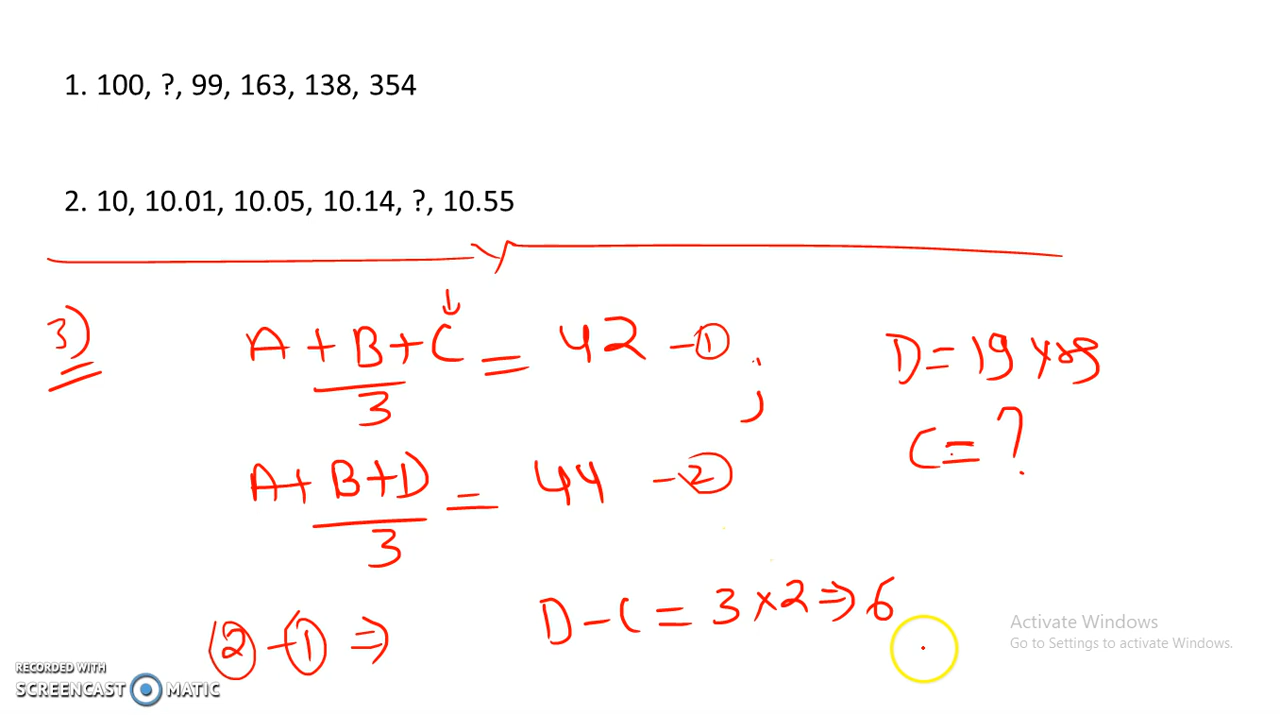 1. 100, ?, 99, 163, 138, 354
2. 10, 10.01, 10.05, 10.14, ?, 10.55
3)
A + B + C = 42 - ①
3
;
D = 19 yrs
C = ?
A + B + D = 44 - ②
3
② - ① ⇒ D - C = 3 × 2 ⇒ 6
Activate Windows
Go to Settings to activate Windows.
RECORDED WITH
SCREENCAST MATIC